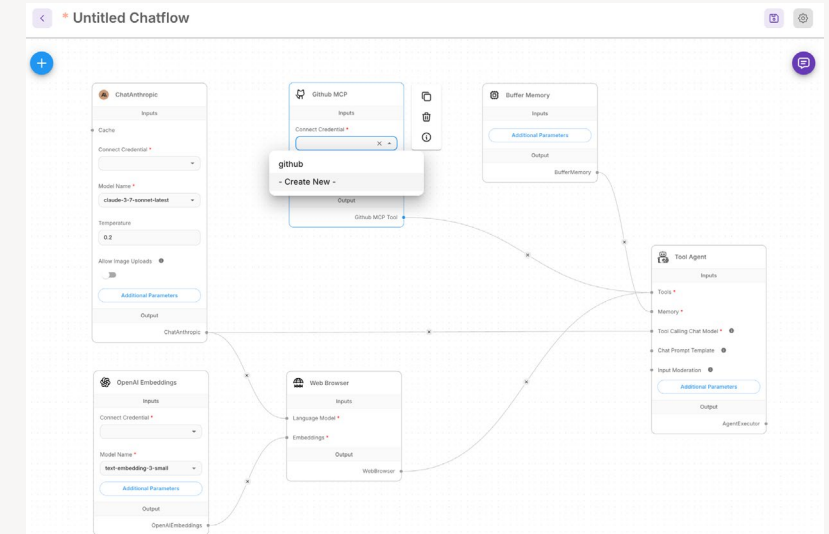 * Untitled Chatflow
ChatAnthropic
Inputs
Cache
Connect Credential *
Model Name *
claude-3-7-sonnet-latest
Temperature
0.2
Allow Image Uploads
Additional Parameters
Output
ChatAnthropic
Github MCP
Inputs
Connect Credential *
github
- Create New -
Output
Github MCP Tool
Buffer Memory
Inputs
Additional Parameters
Output
BufferMemory
Tool Agent
Inputs
Tools *
Memory *
Tool Calling Chat Model *
Chat Prompt Template
Input Moderation
Additional Parameters
Output
AgentExecutor
OpenAI Embeddings
Inputs
Connect Credential *
Model Name *
text-embedding-3-small
Additional Parameters
Output
OpenAIEmbeddings
Web Browser
Inputs
Language Model *
Embeddings *
Output
WebBrowser